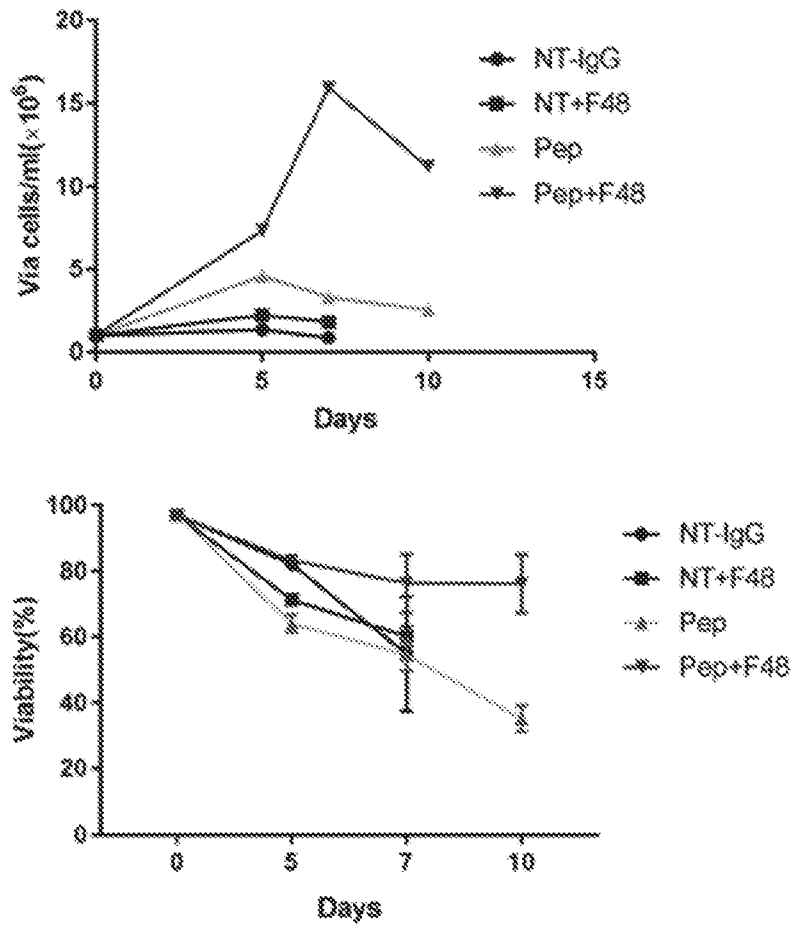 Via cells/ml(×10⁶)
20
15
10
5
0
0 5 10 15
Days
NT-IgG
NT+F48
Pep
Pep+F48
Viability(%)
100
80
60
40
20
0
0 5 7 10
Days
NT-IgG
NT+F48
Pep
Pep+F48